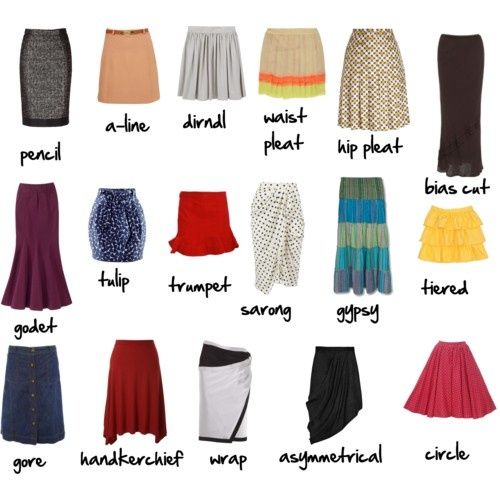 pencil
a-line
dirndl
waist
pleat
hip pleat
bias cut
godet
tulip
trumpet
sarong
gypsy
tiered
gore
handkerchief
wrap
asymmetrical
circle